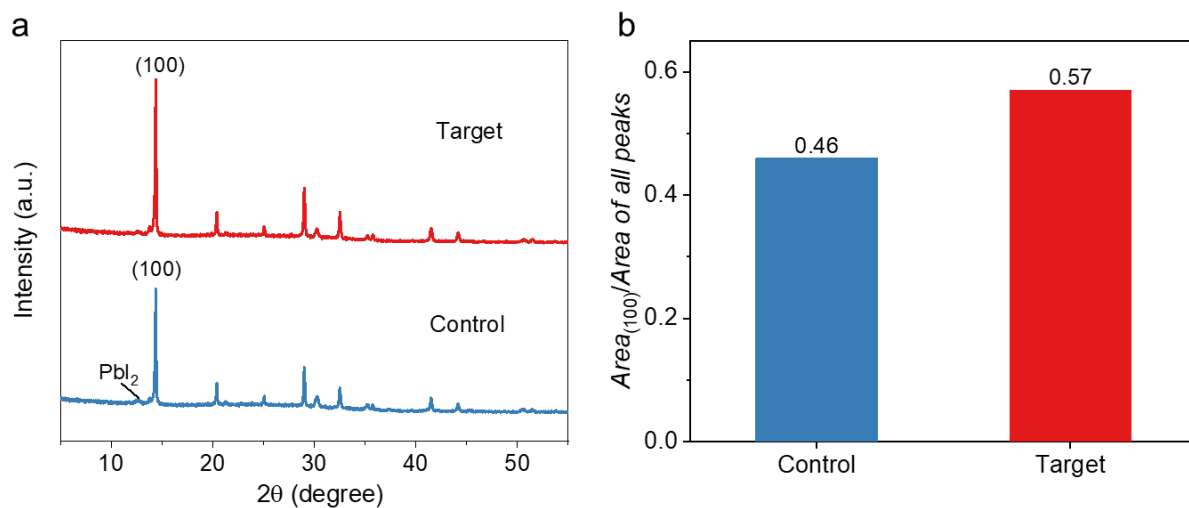 a
(100)
Target
(100)
Control
PbI₂
Intensity (a.u.)
10 20 30 40 50
2θ (degree)
b
0.6
0.4
0.2
0.0
Area₍₁₀₀₎/Area of all peaks
0.46
0.57
Control Target